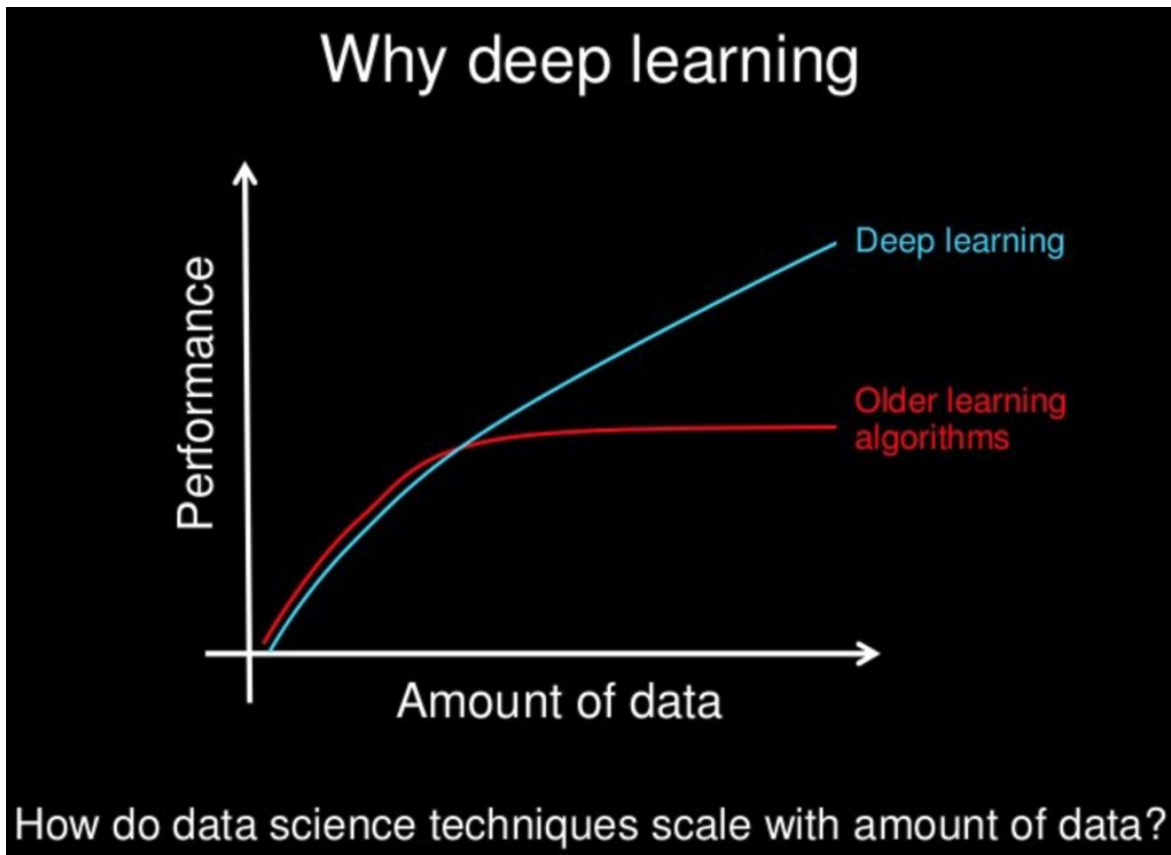 Why deep learning
Performance
Deep learning
Older learning
algorithms
Amount of data
How do data science techniques scale with amount of data?